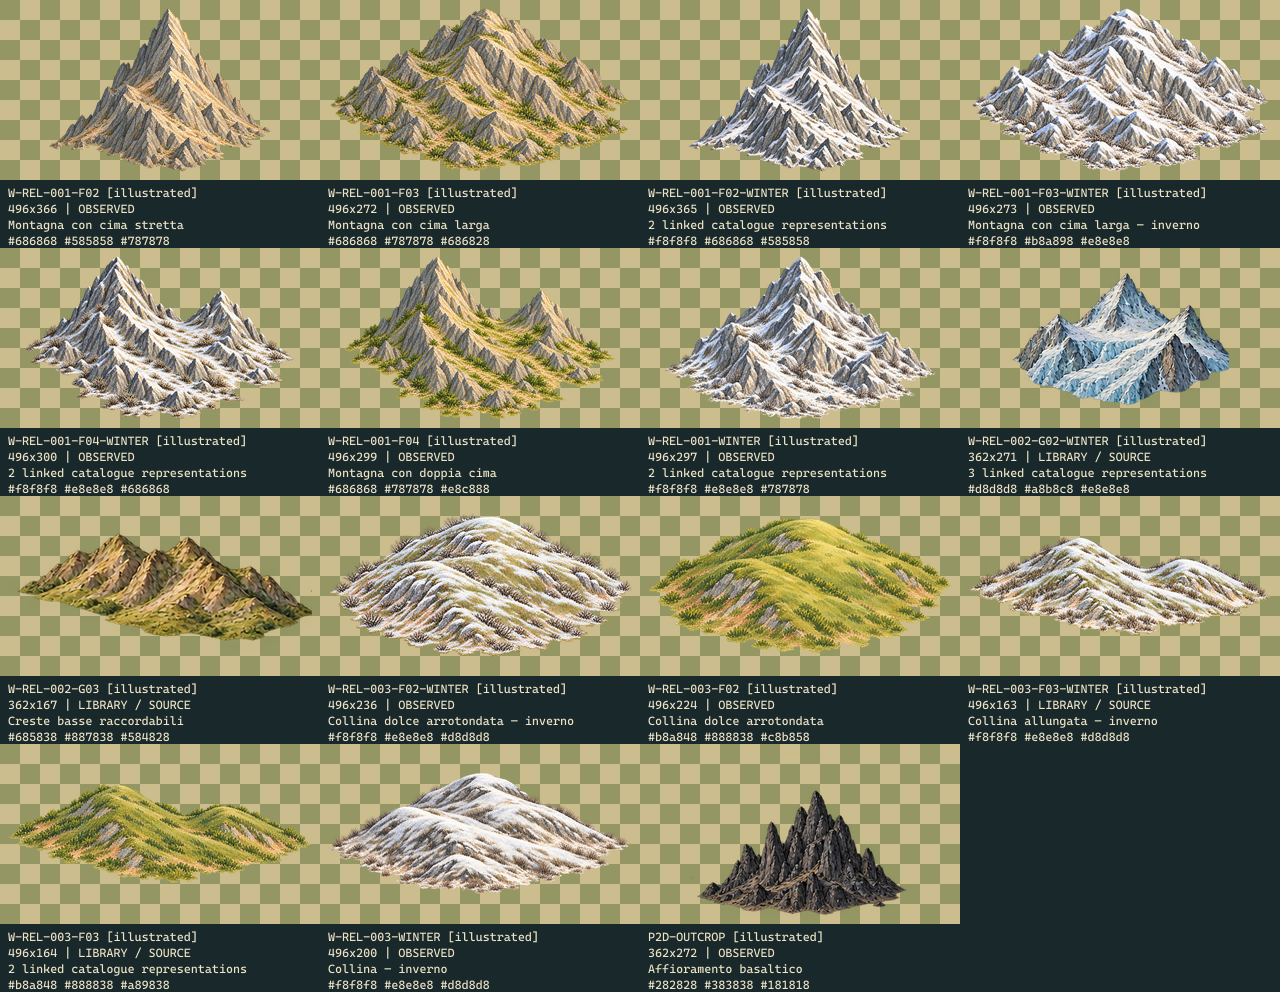 W-REL-001-F02 [illustrated]
496x366 | OBSERVED
Montagna con cima stretta
#686868 #585858 #787878
W-REL-001-F03 [illustrated]
496x272 | OBSERVED
Montagna con cima larga
#686868 #787878 #686828
W-REL-001-F02-WINTER [illustrated]
496x365 | OBSERVED
2 linked catalogue representations
#f8f8f8 #686868 #585858
W-REL-001-F03-WINTER [illustrated]
496x273 | OBSERVED
Montagna con cima larga — inverno
#f8f8f8 #b8a898 #e8e8e8
W-REL-001-F04-WINTER [illustrated]
496x300 | OBSERVED
2 linked catalogue representations
#f8f8f8 #e8e8e8 #686868
W-REL-001-F04 [illustrated]
496x299 | OBSERVED
Montagna con doppia cima
#686868 #787878 #e8c888
W-REL-001-WINTER [illustrated]
496x297 | OBSERVED
2 linked catalogue representations
#f8f8f8 #e8e8e8 #787878
W-REL-002-G02-WINTER [illustrated]
362x271 | LIBRARY / SOURCE
3 linked catalogue representations
#d8d8d8 #a8b8c8 #e8e8e8
W-REL-002-G03 [illustrated]
362x167 | LIBRARY / SOURCE
Creste basse raccordabili
#685838 #887838 #584828
W-REL-003-F02-WINTER [illustrated]
496x236 | OBSERVED
Collina dolce arrotondata — inverno
#f8f8f8 #e8e8e8 #d8d8d8
W-REL-003-F02 [illustrated]
496x224 | OBSERVED
Collina dolce arrotondata
#b8a848 #888838 #c8b858
W-REL-003-F03-WINTER [illustrated]
496x163 | LIBRARY / SOURCE
Collina allungata — inverno
#f8f8f8 #e8e8e8 #d8d8d8
W-REL-003-F03 [illustrated]
496x164 | LIBRARY / SOURCE
2 linked catalogue representations
#b8a848 #888838 #a89838
W-REL-003-WINTER [illustrated]
496x200 | OBSERVED
Collina — inverno
#f8f8f8 #e8e8e8 #d8d8d8
P2D-OUTCROP [illustrated]
362x272 | OBSERVED
Affioramento basaltico
#282828 #383838 #181818